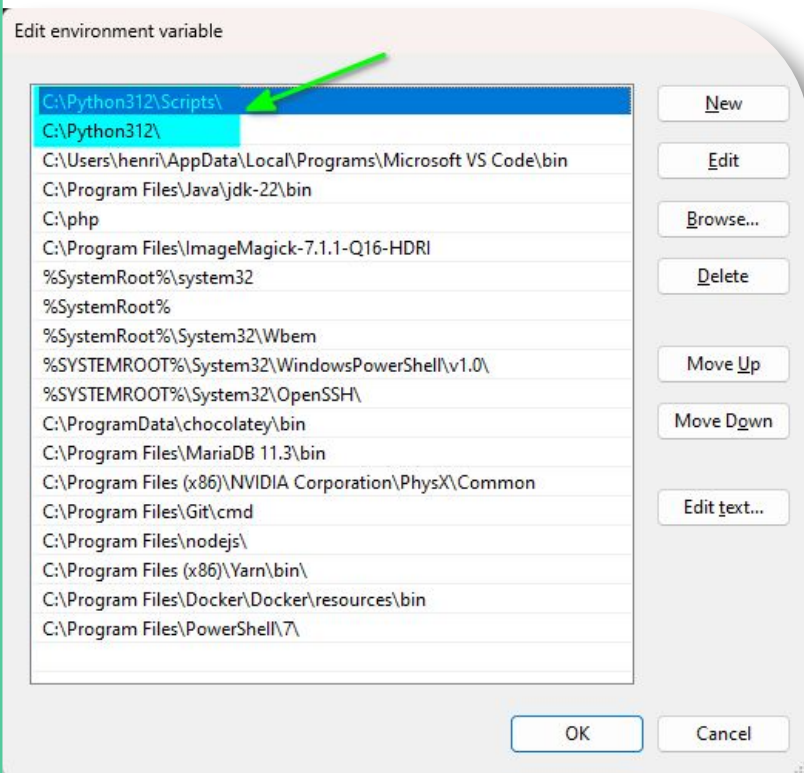 Edit environment variable
C:\Python312\Scripts\
C:\Python312\
C:\Users\henri\AppData\Local\Programs\Microsoft VS Code\bin
C:\Program Files\Java\jdk-22\bin
C:\php
C:\Program Files\ImageMagick-7.1.1-Q16-HDRI
%SystemRoot%\system32
%SystemRoot%
%SystemRoot%\System32\Wbem
%SYSTEMROOT%\System32\WindowsPowerShell\v1.0\
%SYSTEMROOT%\System32\OpenSSH\
C:\ProgramData\chocolatey\bin
C:\Program Files\MariaDB 11.3\bin
C:\Program Files (x86)\NVIDIA Corporation\PhysX\Common
C:\Program Files\Git\cmd
C:\Program Files\nodejs\
C:\Program Files (x86)\Yarn\bin\
C:\Program Files\Docker\Docker\resources\bin
C:\Program Files\PowerShell\7\
New
Edit
Browse...
Delete
Move Up
Move Down
Edit text...
OK
Cancel